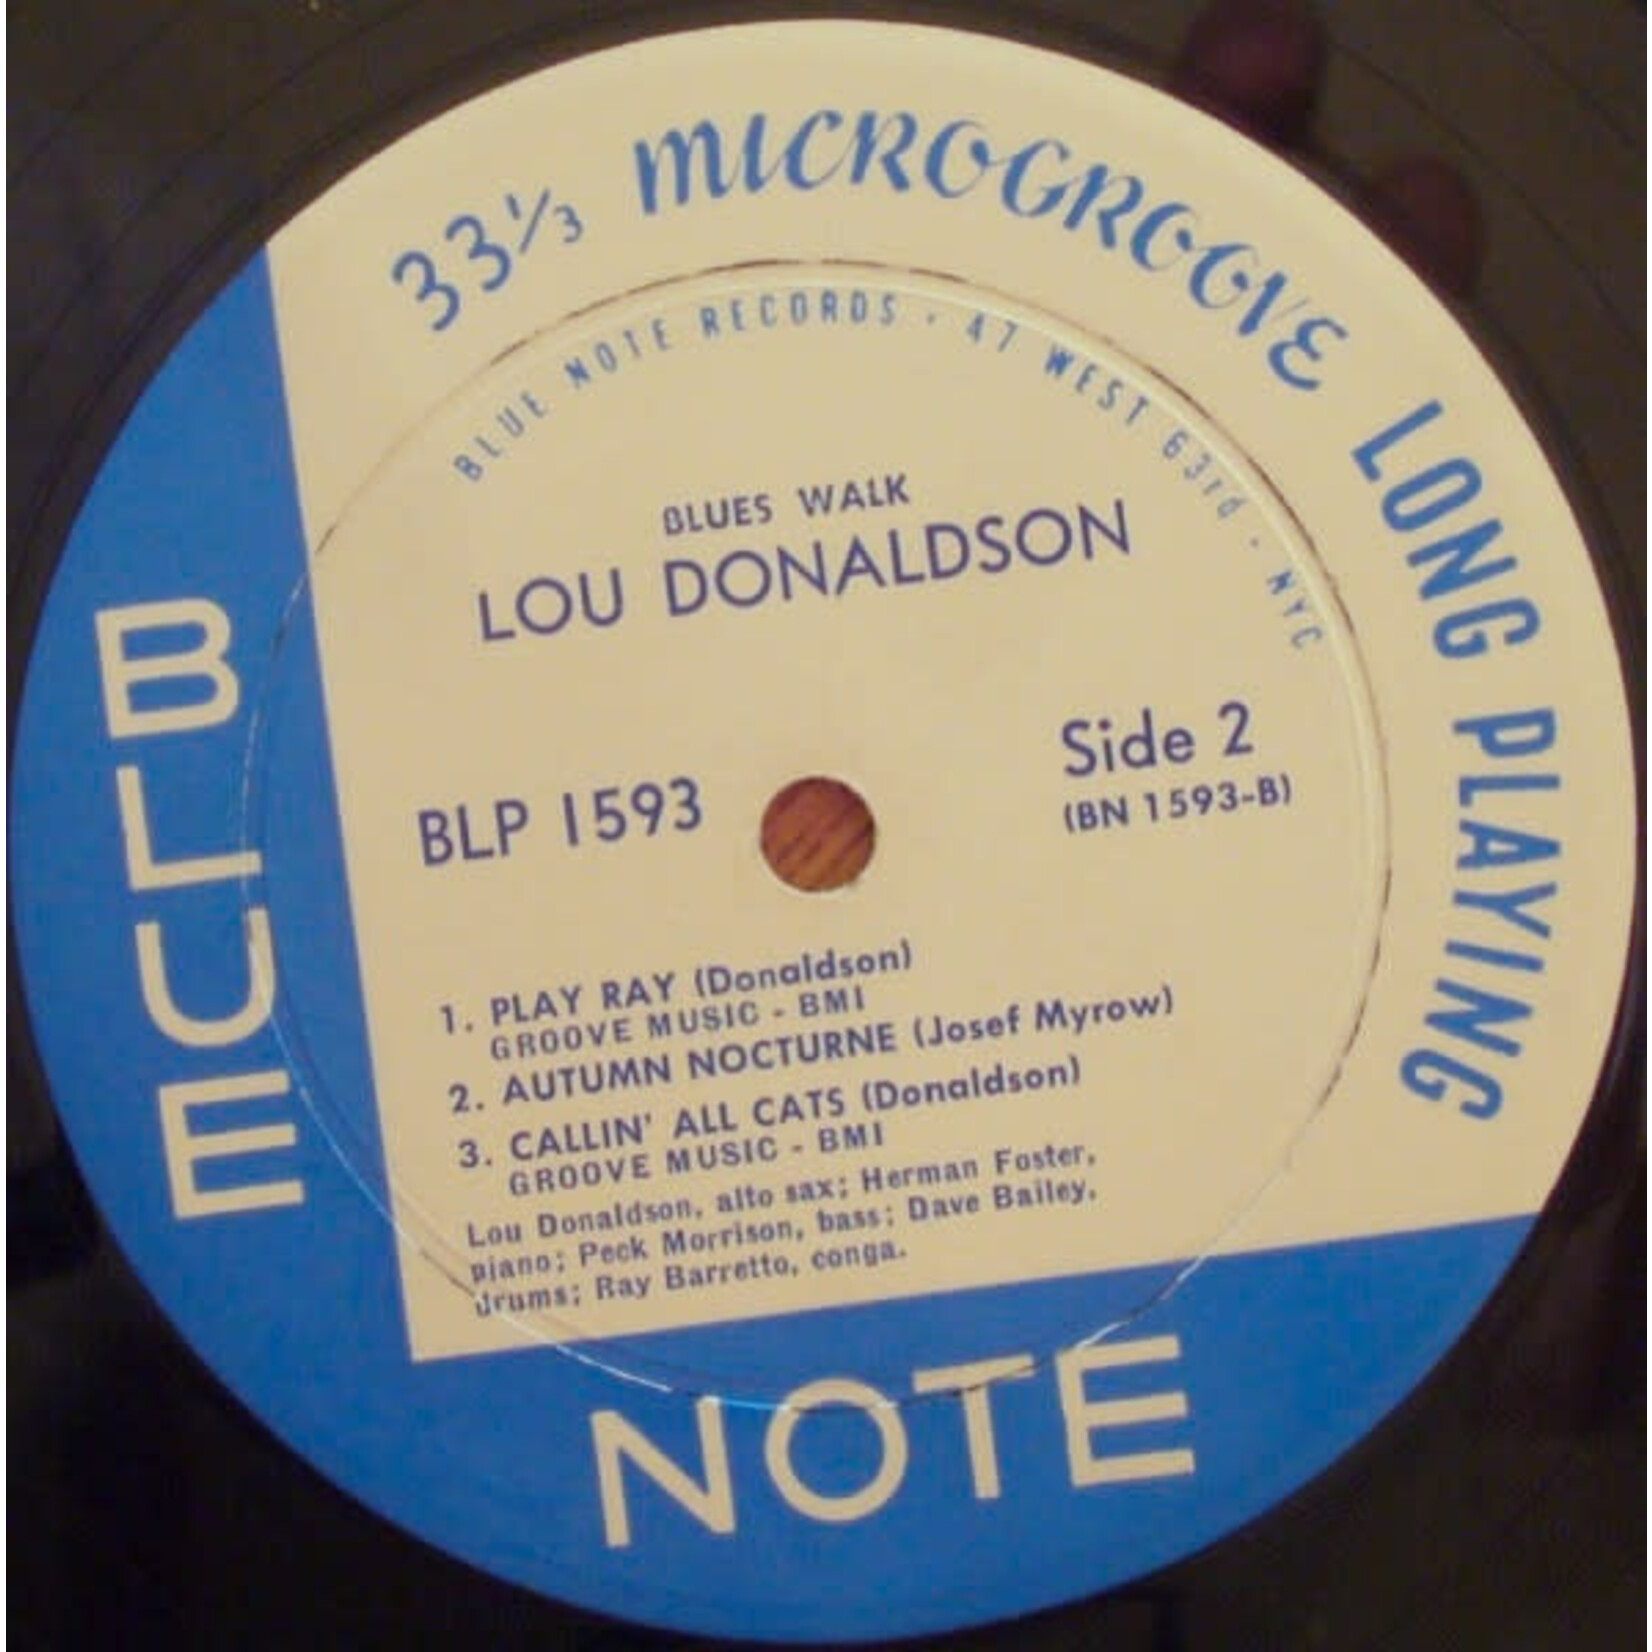 33⅓ MICROGROOVE LONG PLAYING
BLUE NOTE RECORDS · 47 WEST 63rd · NYC
BLUES WALK
LOU DONALDSON
Side 2
BLP 1593
(BN 1593-B)
1. PLAY RAY (Donaldson)
GROOVE MUSIC - BMI
2. AUTUMN NOCTURNE (Josef Myrow)
3. CALLIN' ALL CATS (Donaldson)
GROOVE MUSIC - BMI
Lou Donaldson, alto sax; Herman Foster,
piano; Peck Morrison, bass; Dave Bailey,
drums; Ray Barretto, conga.
BLUE
NOTE